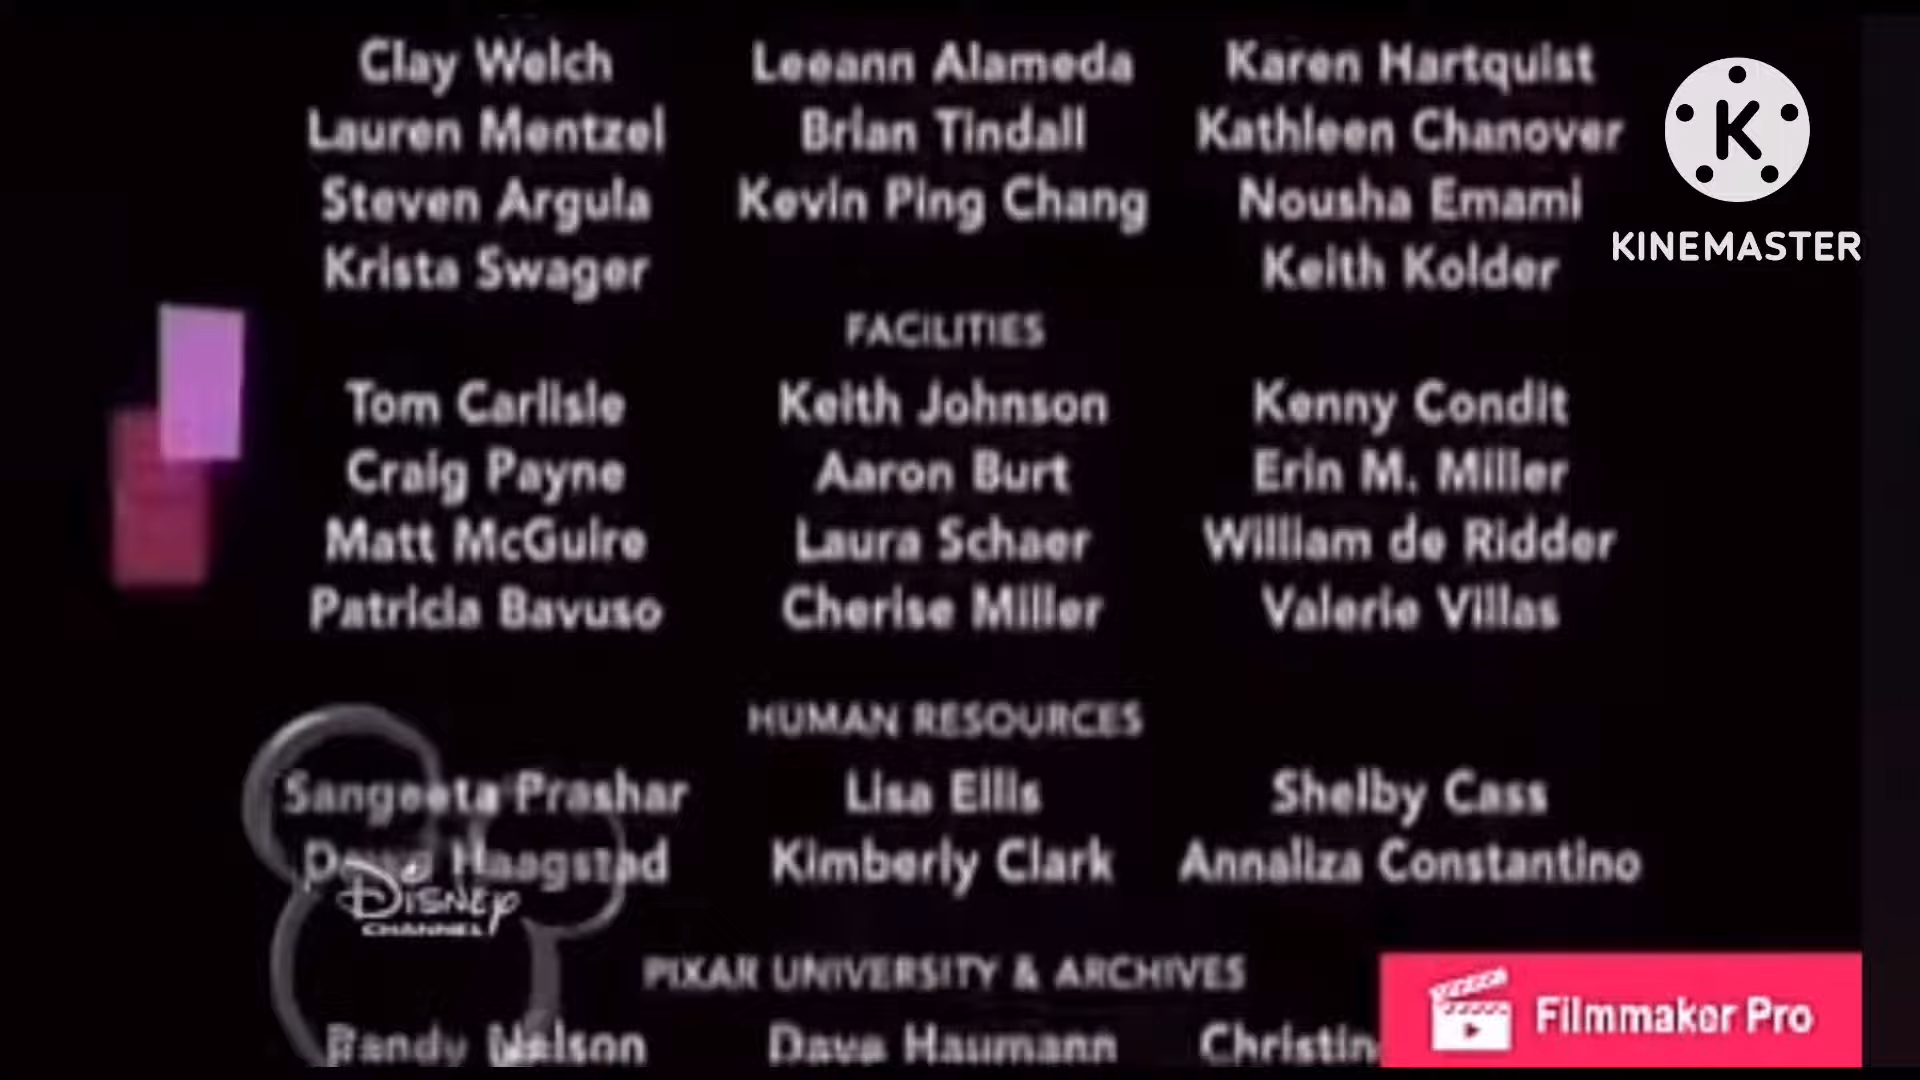 Clay Welch Leeann Alameda Karen Hartquist
Lauren Mentzel Brian Tindall Kathleen Chanover
Steven Argula Kevin Ping Chang Nousha Emami
Krista Swager Keith Kolder
K
KINEMASTER
FACILITIES
Tom Carlisle Keith Johnson Kenny Condit
Craig Payne Aaron Burt Erin M. Miller
Matt McGuire Laura Schaer William de Ridder
Patricia Bavuso Cherise Miller Valerie Villas
HUMAN RESOURCES
Sangeeta Prashar Lisa Ellis Shelby Cass
Haagstad Kimberly Clark Annaliza Constantino
DISNEY
CHANNEL
PIXAR UNIVERSITY & ARCHIVES
Randy Nelson Dave Haumann Christin
Filmmaker Pro